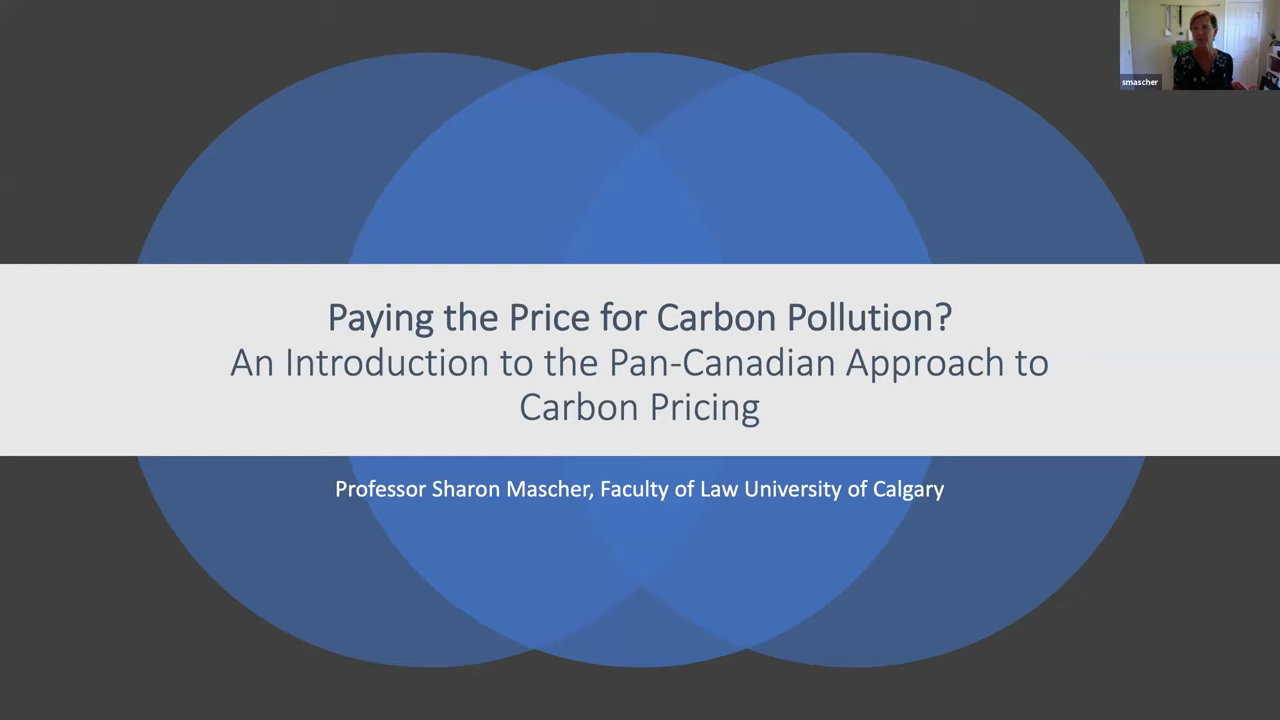 smascher
Paying the Price for Carbon Pollution?
An Introduction to the Pan-Canadian Approach to
Carbon Pricing
Professor Sharon Mascher, Faculty of Law University of Calgary